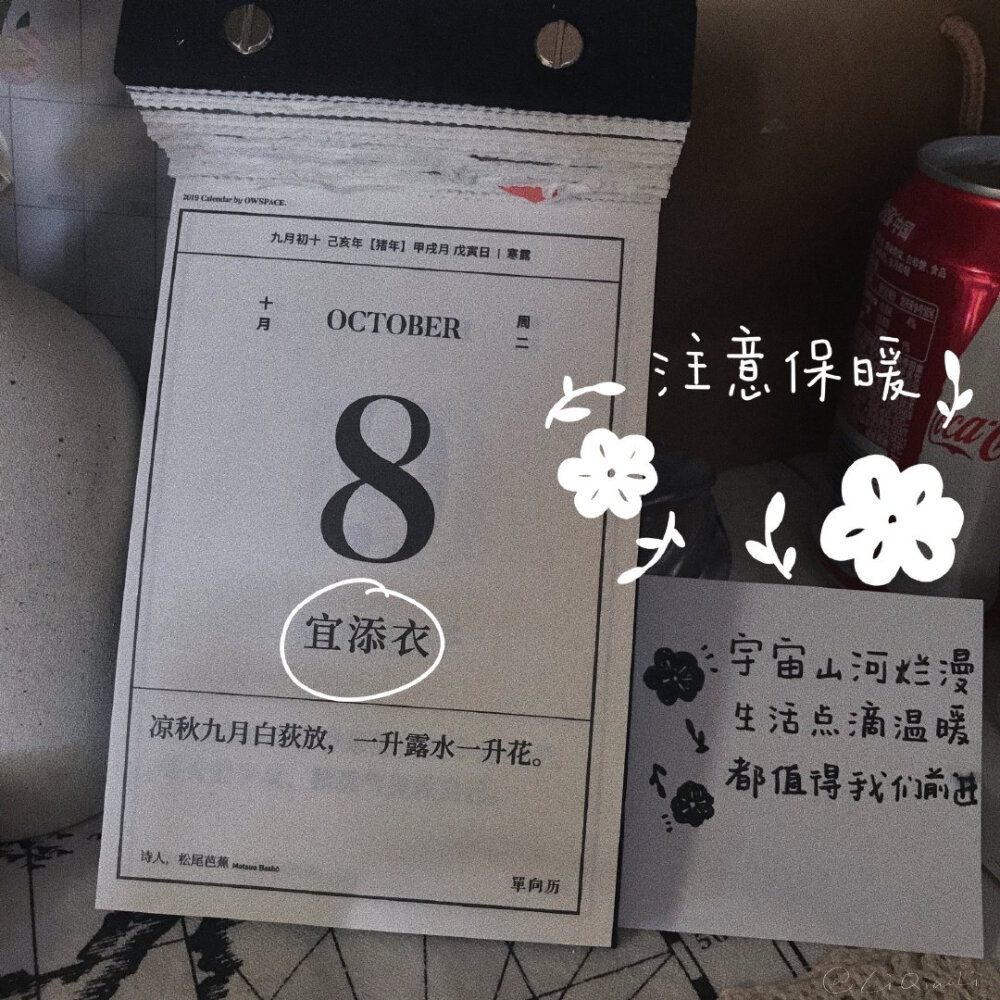 2019 Calendar by OWSPACE.
九月初十 己亥年【猪年】甲戌月 戊寅日 | 寒露
十月
OCTOBER
周二
8
宜添衣
凉秋九月白荻放，一升露水一升花。
诗人，松尾芭蕉 Matsuo Bashō
單向历
注意保暖
宇宙山河烂漫
生活点滴温暖
都值得我们前进